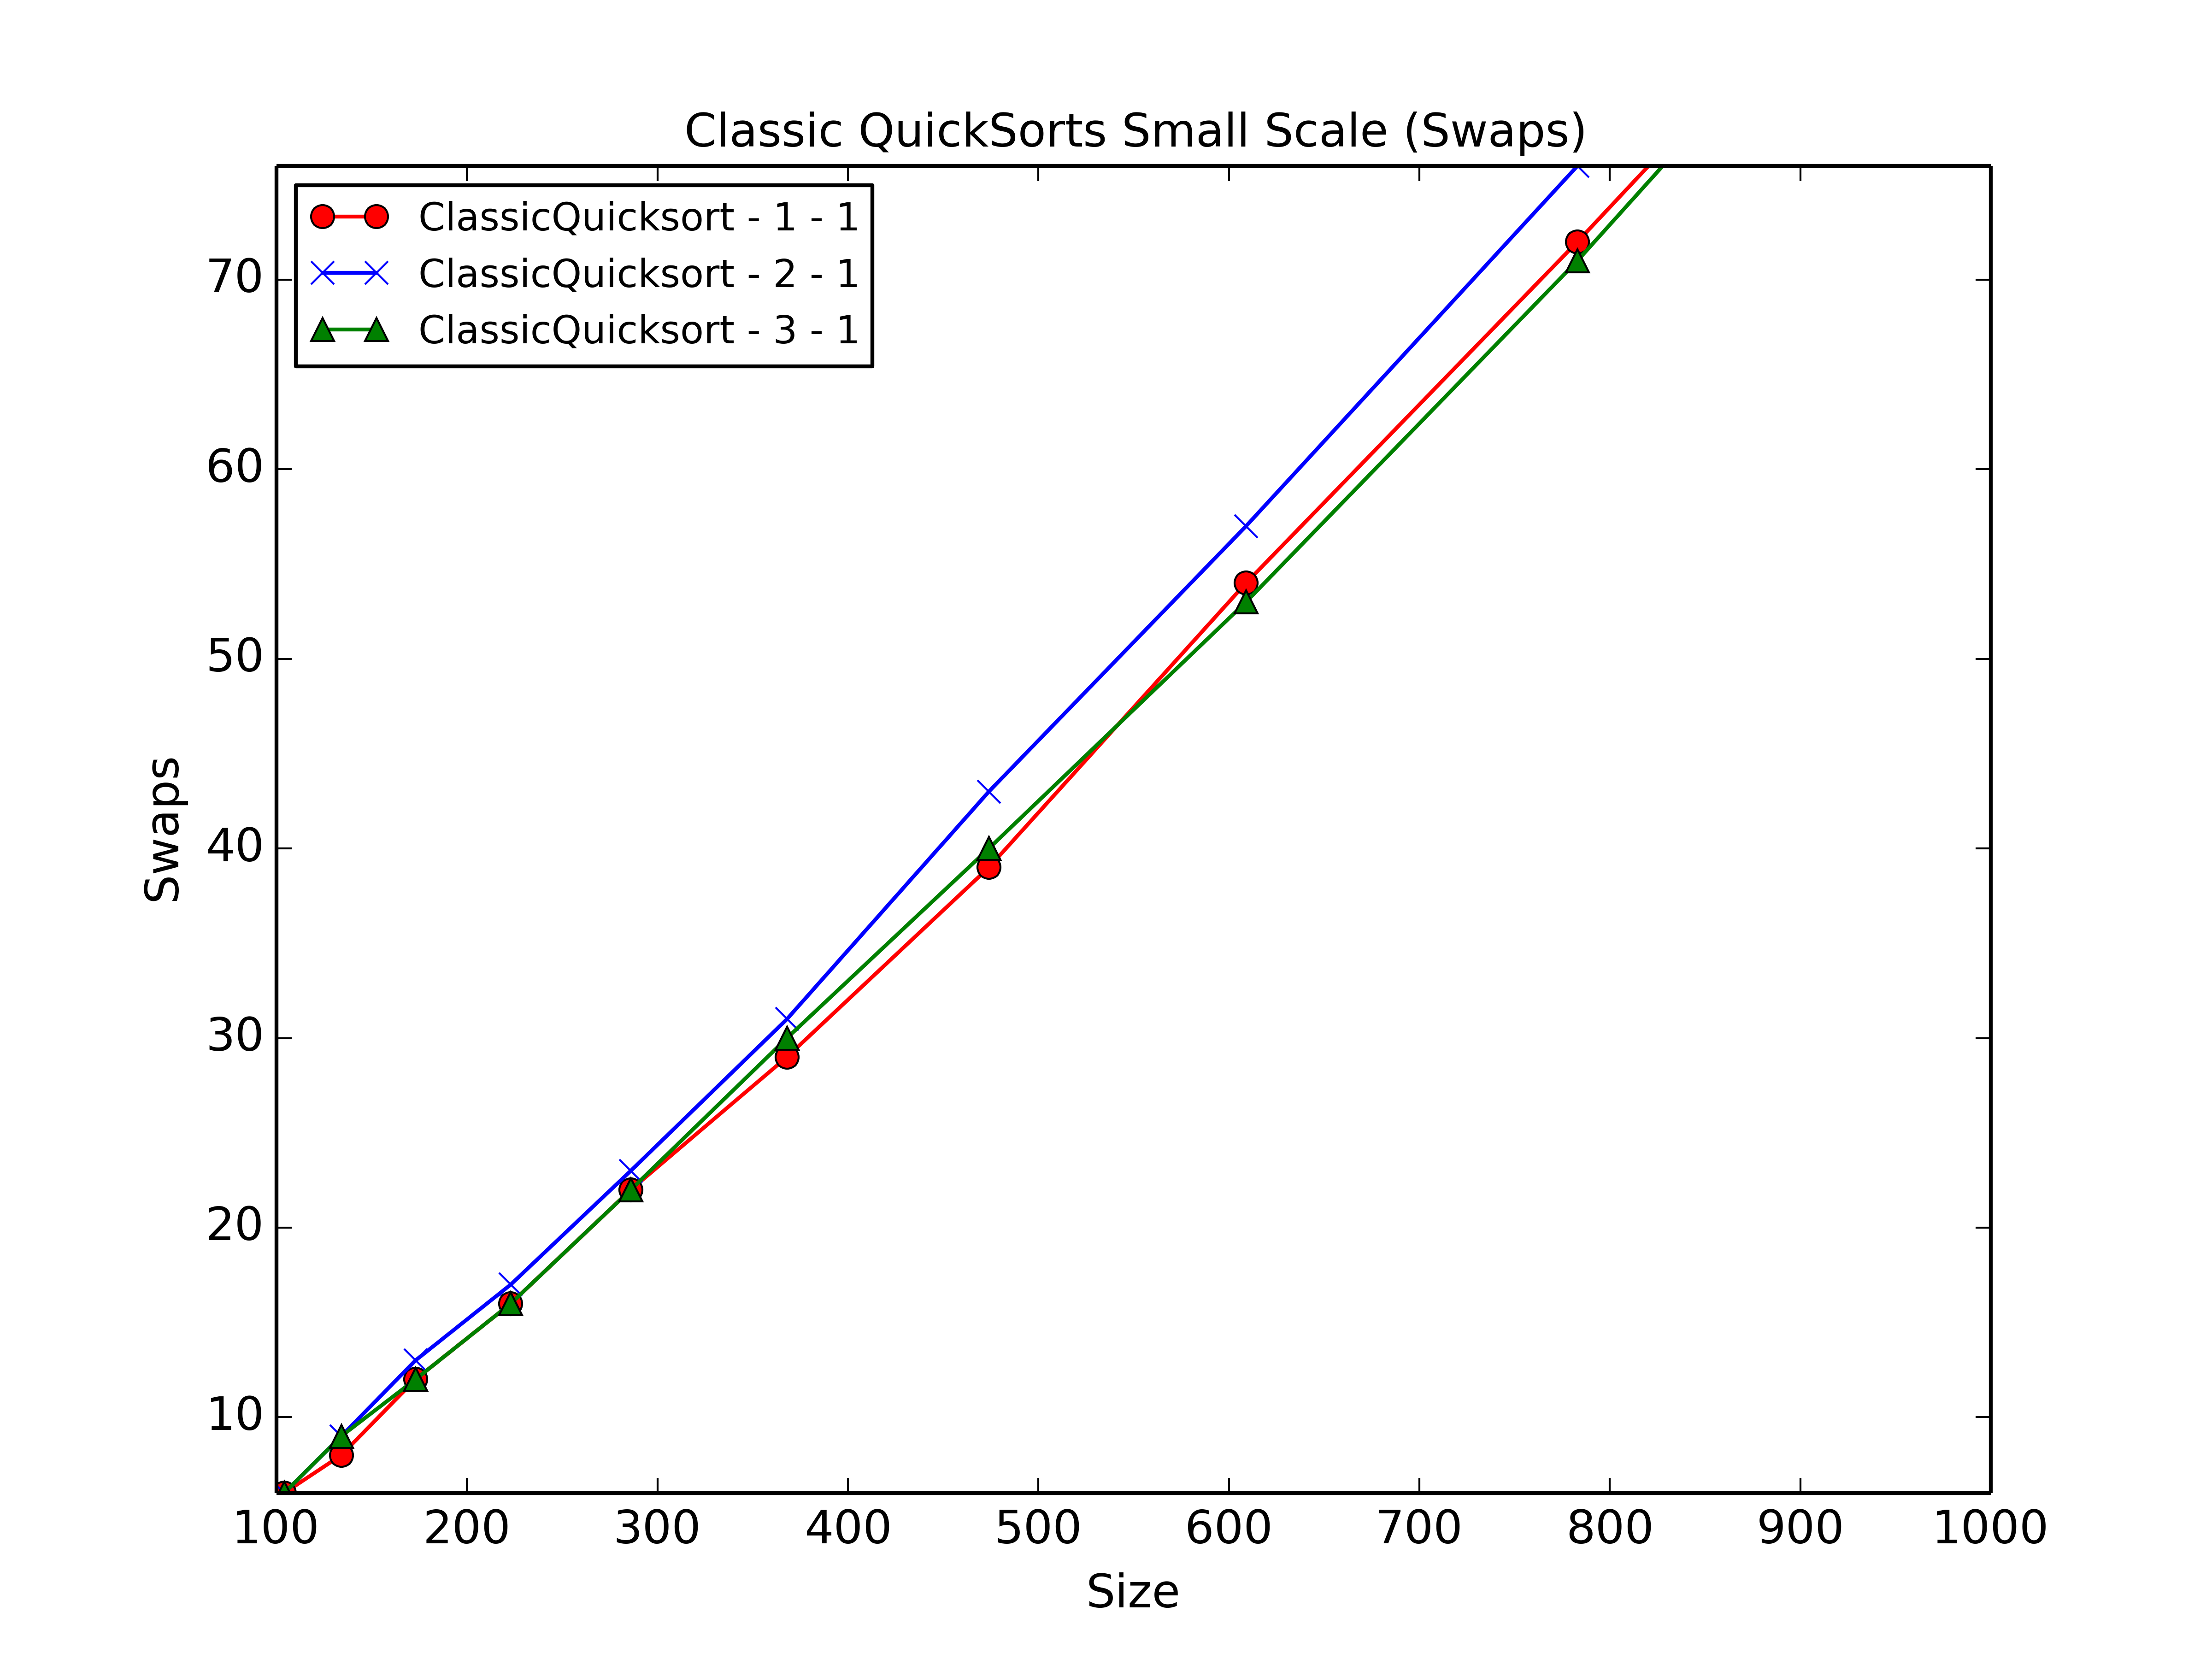 Classic QuickSorts Small Scale (Swaps)
ClassicQuicksort - 1 - 1
ClassicQuicksort - 2 - 1
ClassicQuicksort - 3 - 1
70
60
50
40
30
20
10
Swaps
100 200 300 400 500 600 700 800 900 1000
Size